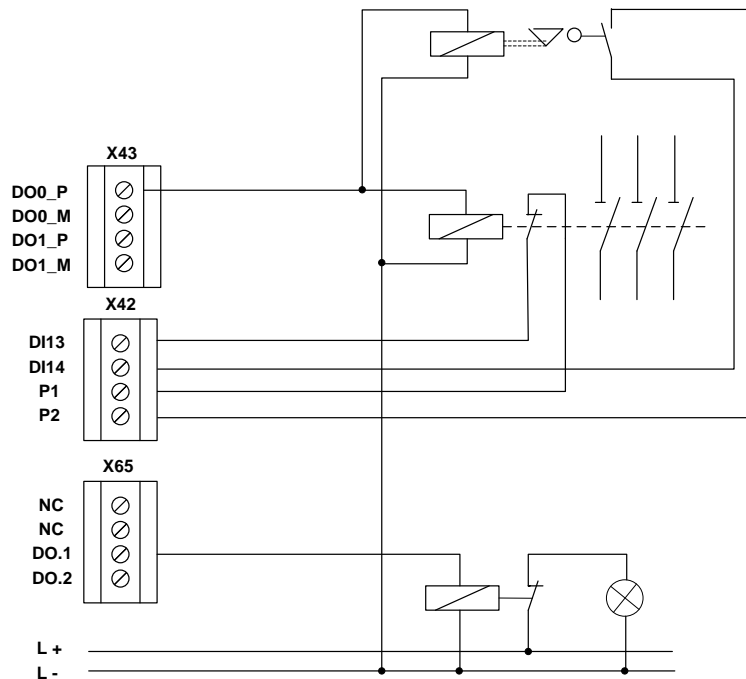 X43
DO0_P
DO0_M
DO1_P
DO1_M
X42
DI13
DI14
P1
P2
X65
NC
NC
DO.1
DO.2
L +
L -